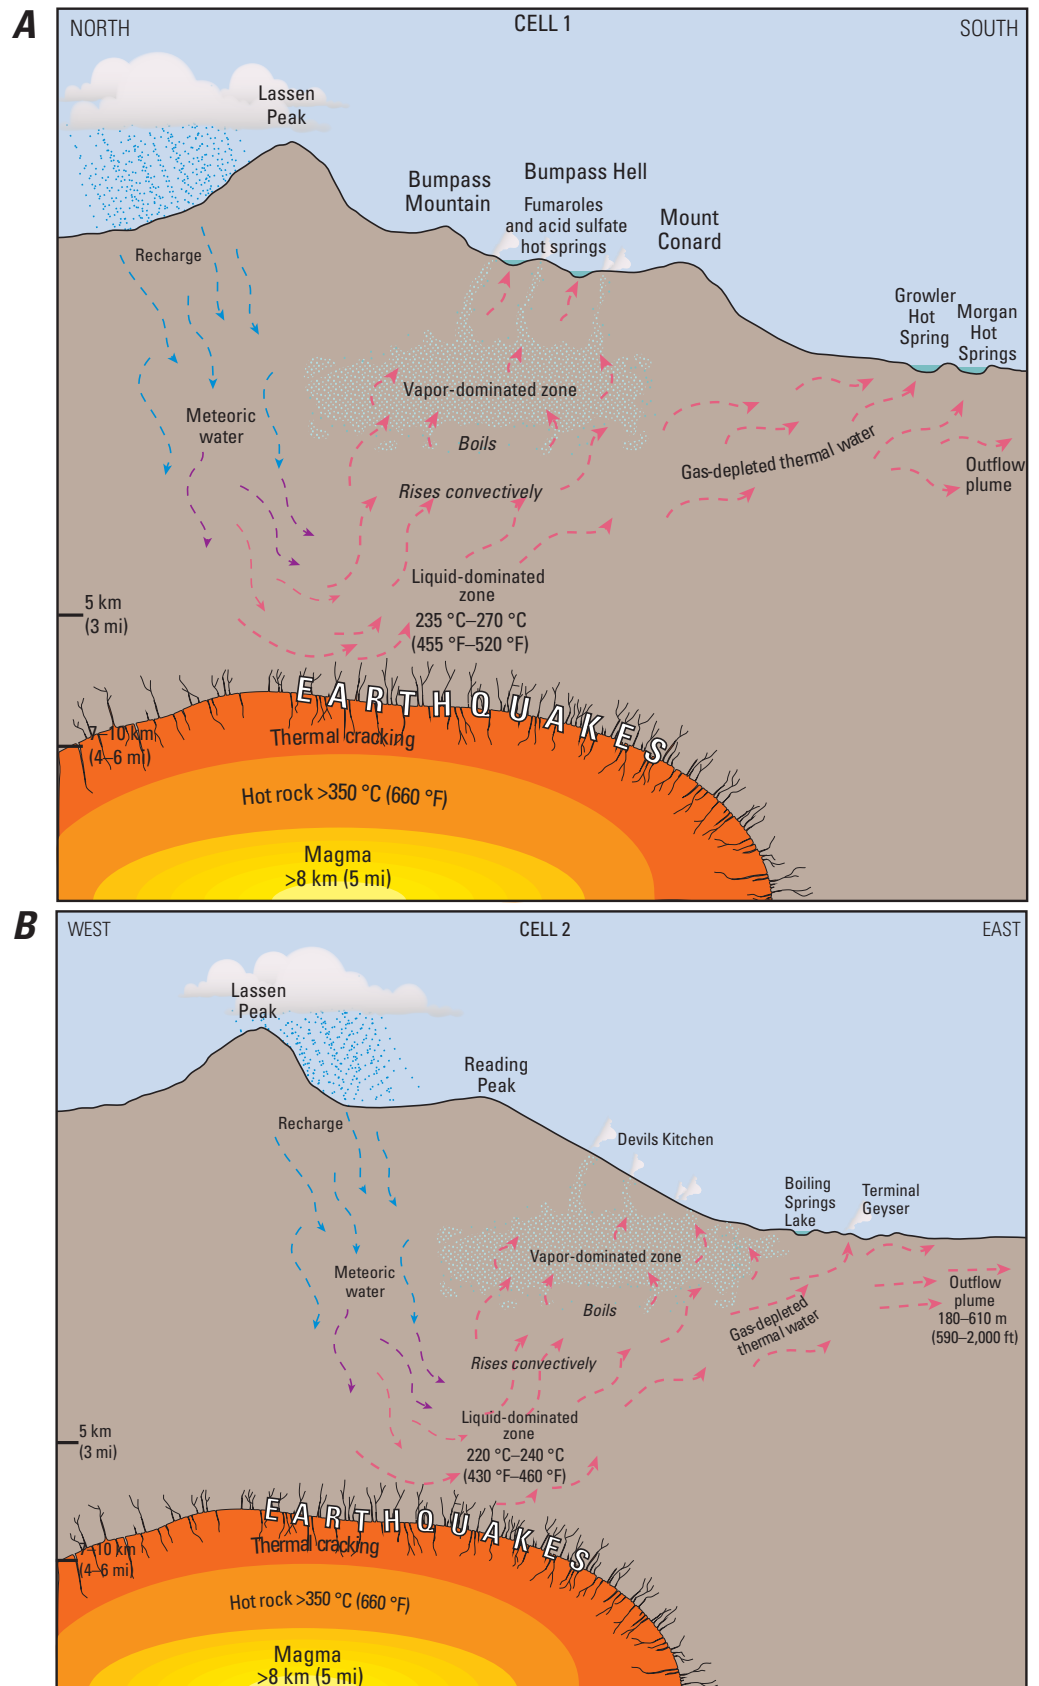 A
NORTH
CELL 1
SOUTH
Lassen
Peak
Bumpass
Mountain
Bumpass Hell
Fumaroles
and acid sulfate
hot springs
Mount
Conard
Recharge
Growler
Hot
Spring
Morgan
Hot
Springs
Vapor-dominated zone
Meteoric
water
Boils
Gas-depleted thermal water
Outflow
plume
Rises convectively
Liquid-dominated
zone
235 °C–270 °C
(455 °F–520 °F)
5 km
(3 mi)
EARTHQUAKES
7–10 km
(4–6 mi)
Thermal cracking
Hot rock >350 °C (660 °F)
Magma
>8 km (5 mi)
B
WEST
CELL 2
EAST
Lassen
Peak
Reading
Peak
Recharge
Devils Kitchen
Boiling
Springs
Lake
Terminal
Geyser
Vapor-dominated zone
Meteoric
water
Boils
Gas-depleted
thermal water
Outflow
plume
180–610 m
(590–2,000 ft)
Rises convectively
Liquid-dominated
zone
220 °C–240 °C
(430 °F–460 °F)
5 km
(3 mi)
EARTHQUAKES
7–10 km
(4–6 mi)
Thermal cracking
Hot rock >350 °C (660 °F)
Magma
>8 km (5 mi)